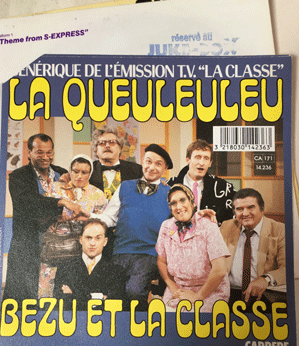 Theme from S-EXPRESS"
réservé au
JUKE-BOX
GÉNÉRIQUE DE L'ÉMISSION T.V. "LA CLASSE"
LA QUEULEULEU
3 218030 142363
CA 171
14.236
BEZU ET LA CLASSE
CARRERE